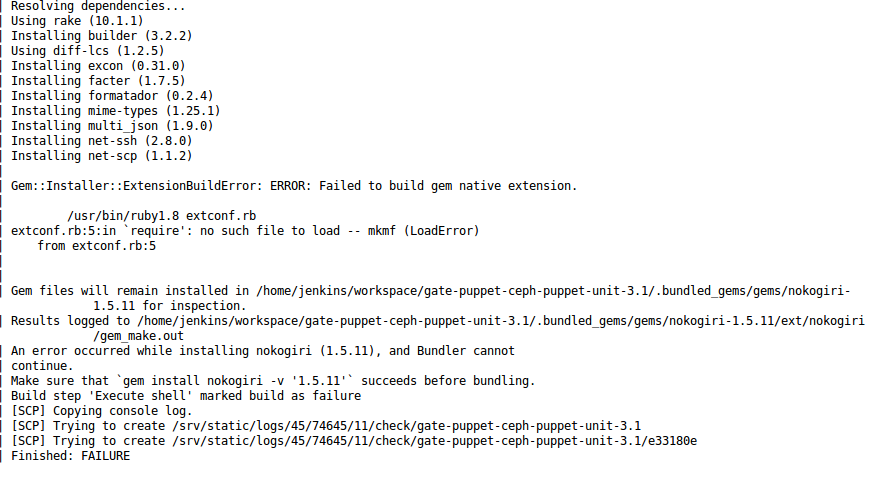 Resolving dependencies...
Using rake (10.1.1)
Installing builder (3.2.2)
Using diff-lcs (1.2.5)
Installing excon (0.31.0)
Installing facter (1.7.5)
Installing formatador (0.2.4)
Installing mime-types (1.25.1)
Installing multi_json (1.9.0)
Installing net-ssh (2.8.0)
Installing net-scp (1.1.2)
Gem::Installer::ExtensionBuildError: ERROR: Failed to build gem native extension.
/usr/bin/ruby1.8 extconf.rb
extconf.rb:5:in `require': no such file to load -- mkmf (LoadError)
from extconf.rb:5
Gem files will remain installed in /home/jenkins/workspace/gate-puppet-ceph-puppet-unit-3.1/.bundled_gems/gems/nokogiri-
1.5.11 for inspection.
Results logged to /home/jenkins/workspace/gate-puppet-ceph-puppet-unit-3.1/.bundled_gems/gems/nokogiri-1.5.11/ext/nokogiri
/gem_make.out
An error occurred while installing nokogiri (1.5.11), and Bundler cannot
continue.
Make sure that `gem install nokogiri -v '1.5.11'` succeeds before bundling.
Build step 'Execute shell' marked build as failure
[SCP] Copying console log.
[SCP] Trying to create /srv/static/logs/45/74645/11/check/gate-puppet-ceph-puppet-unit-3.1
[SCP] Trying to create /srv/static/logs/45/74645/11/check/gate-puppet-ceph-puppet-unit-3.1/e33180e
Finished: FAILURE